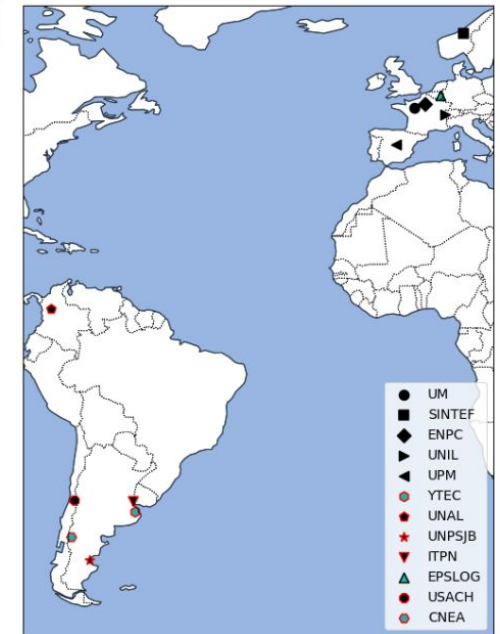 UM
SINTEF
ENPC
UNIL
UPM
YTEC
UNAL
UNPSJB
ITPN
EPSLOG
USACH
CNEA